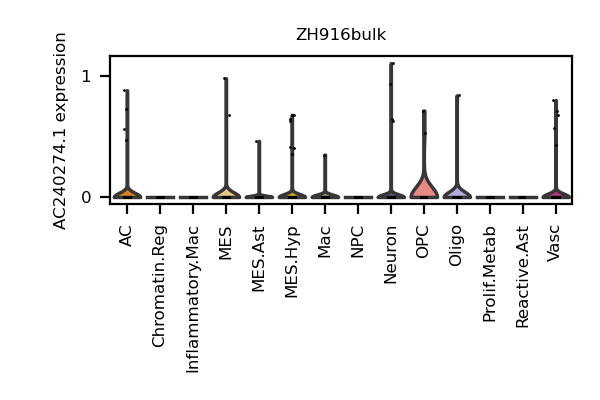 ZH916bulk
AC240274.1 expression
1
0
AC
Chromatin.Reg
Inflammatory.Mac
MES
MES.Ast
MES.Hyp
Mac
NPC
Neuron
OPC
Oligo
Prolif.Metab
Reactive.Ast
Vasc